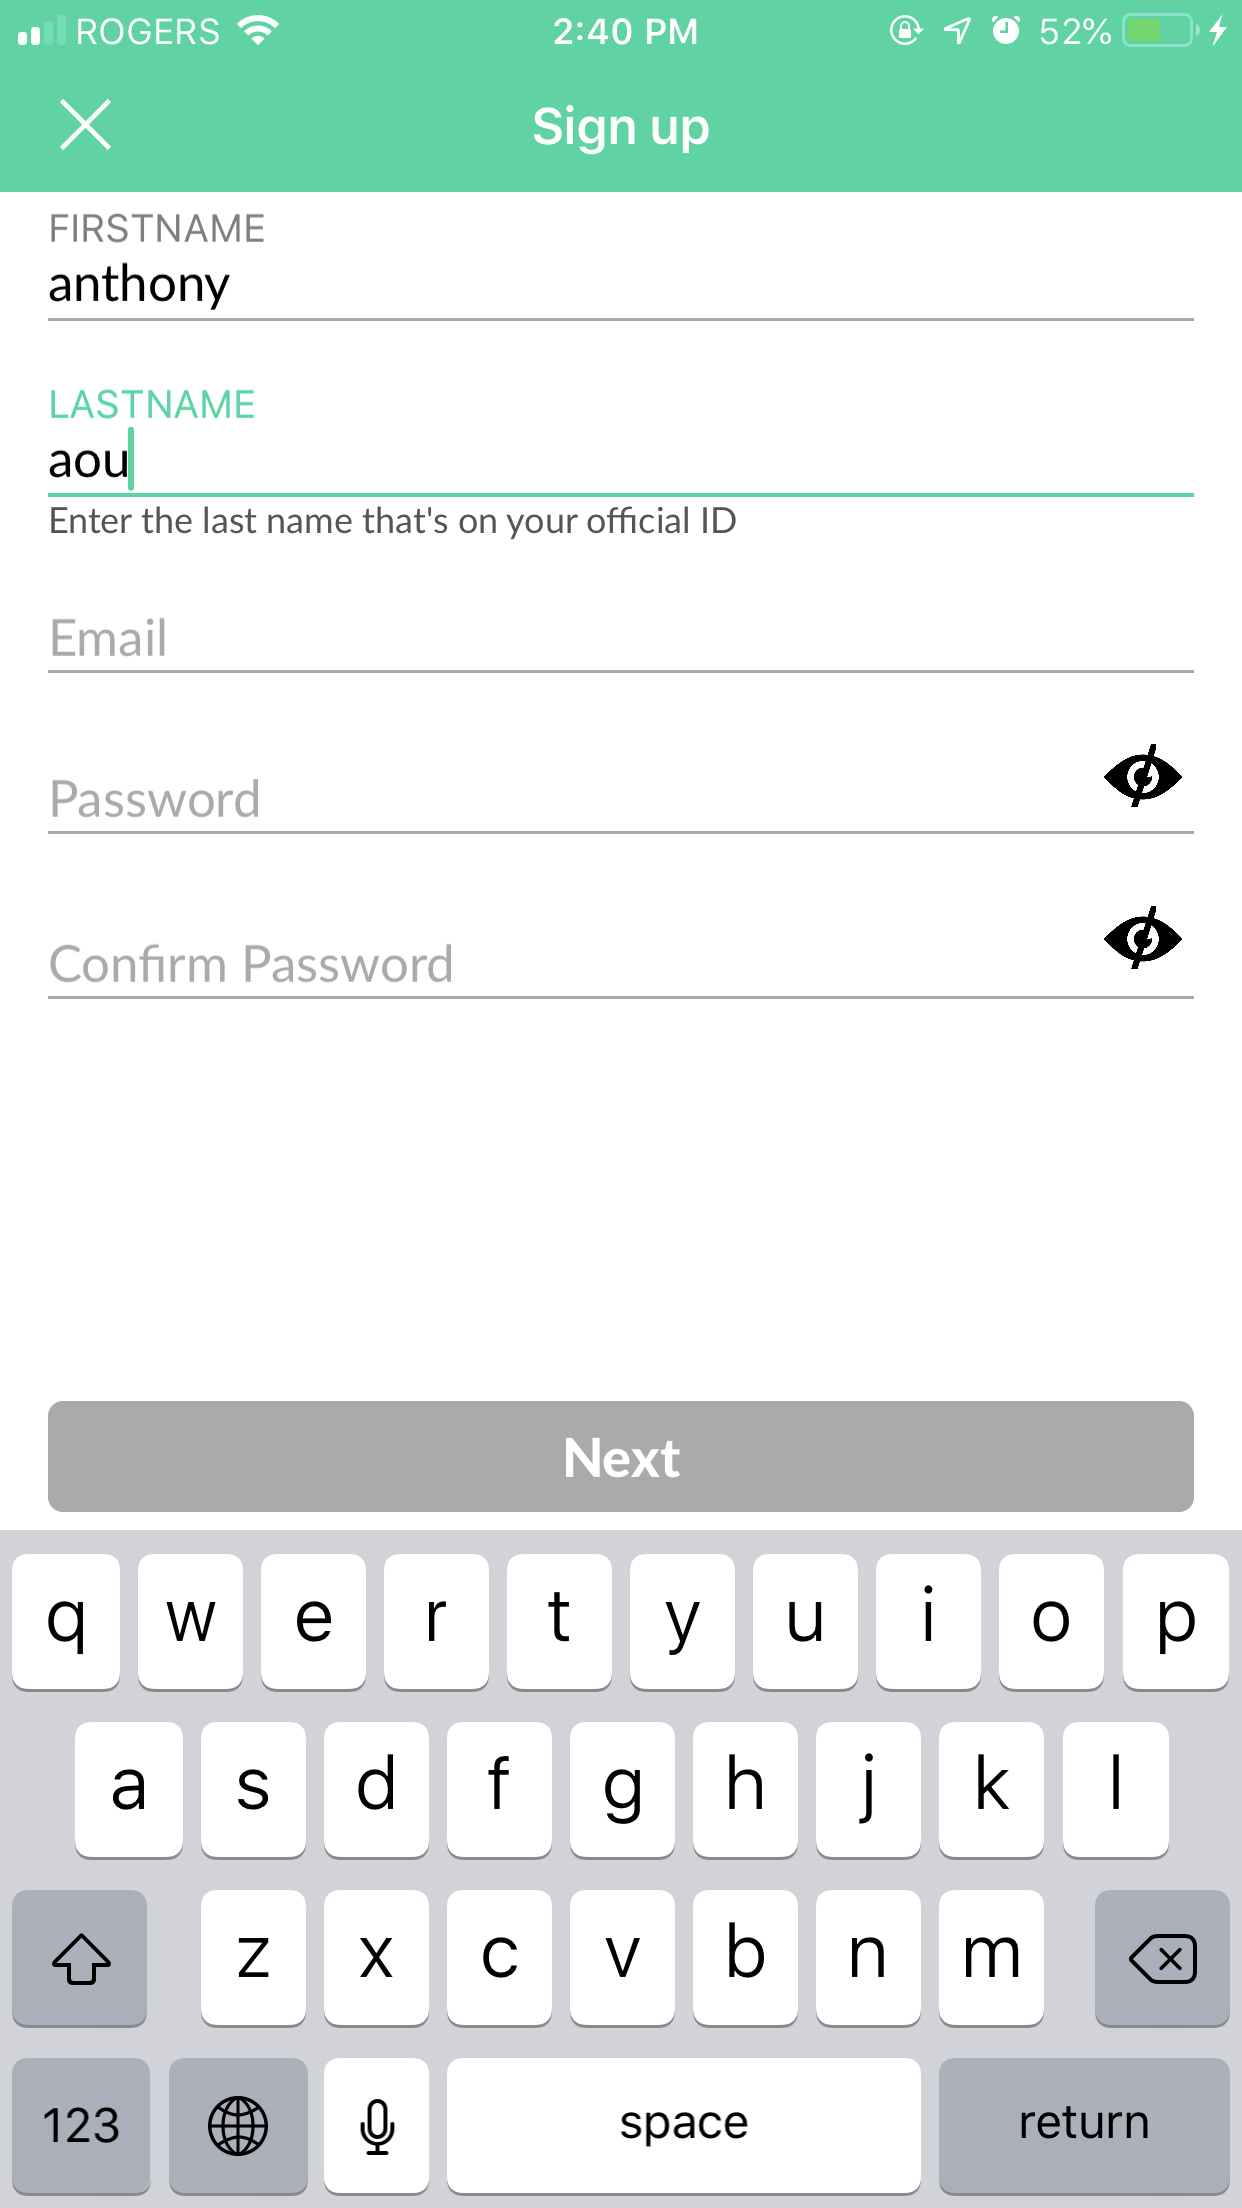 ROGERS 2:40 PM 52%
Sign up
FIRSTNAME
anthony
LASTNAME
aou
Enter the last name that's on your official ID
Email
Password
Confirm Password
Next
q w e r t y u i o p
a s d f g h j k l
z x c v b n m
123 space return